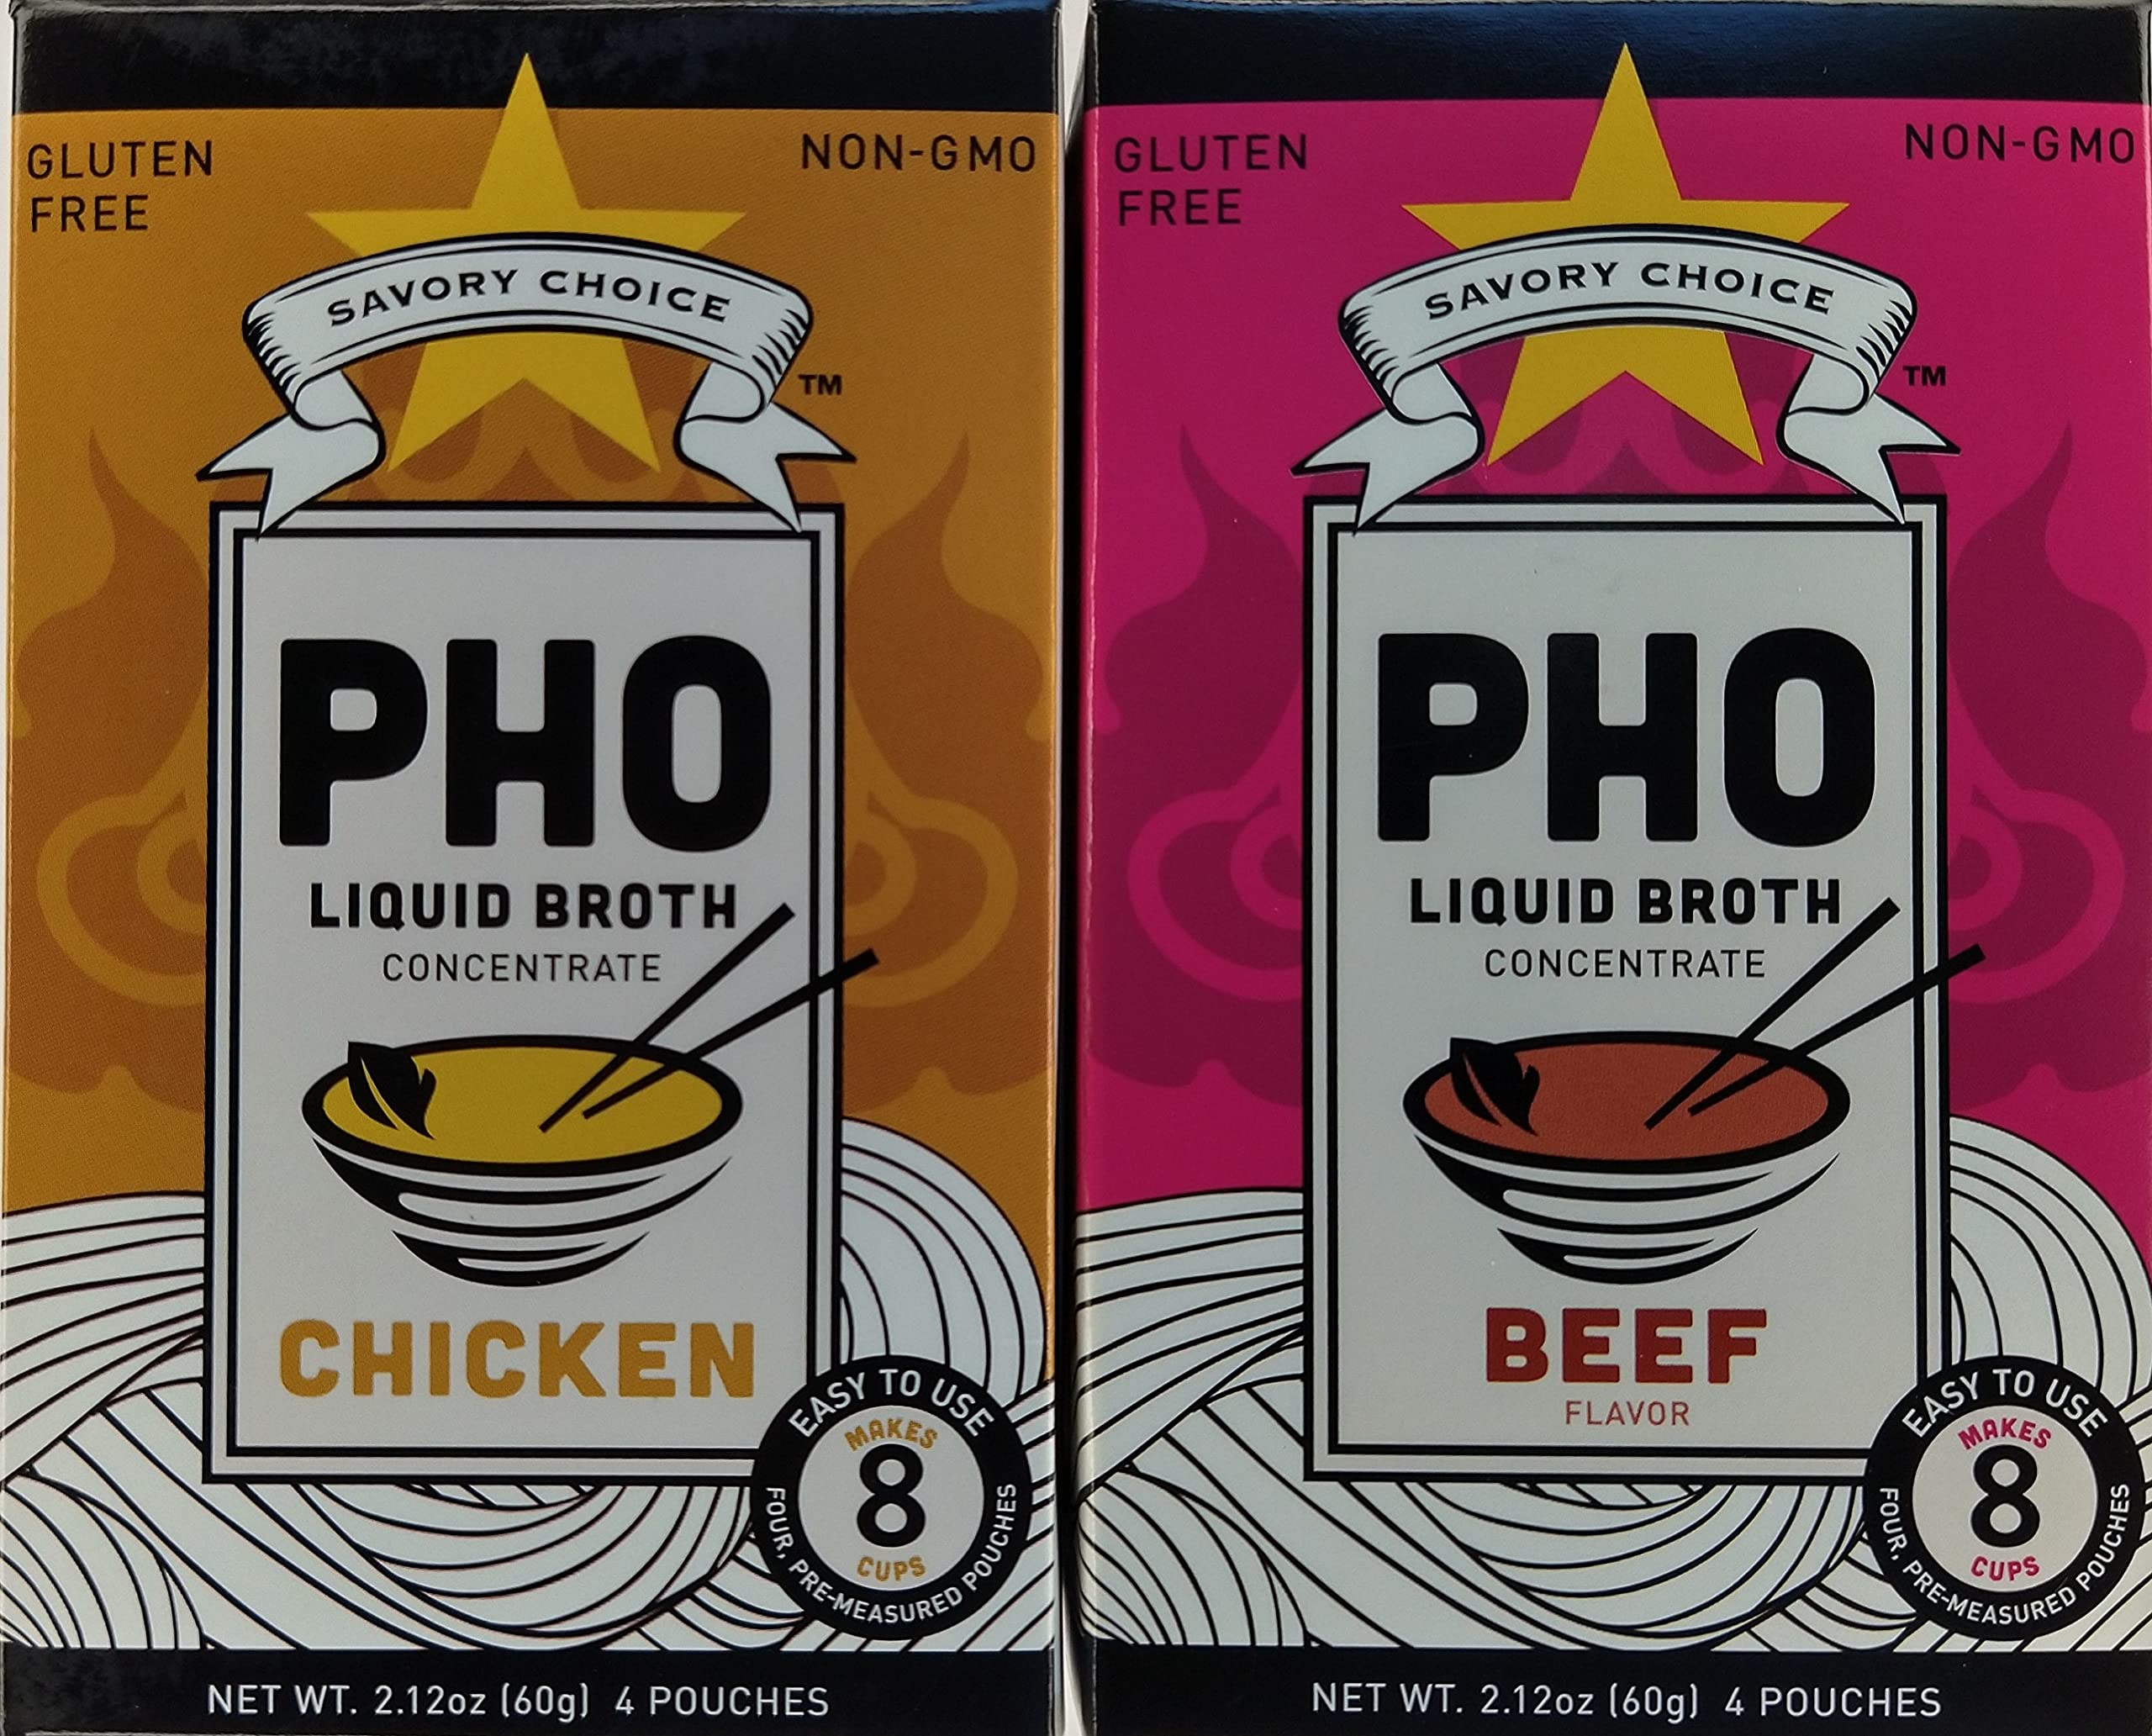 GLUTEN
FREE
NON-GMO
SAVORY CHOICE
TM
PHO
LIQUID BROTH
CONCENTRATE
CHICKEN
EASY TO USE
MAKES
8
CUPS
FOUR, PRE-MEASURED POUCHES
NET WT. 2.12oz (60g) 4 POUCHES
GLUTEN
FREE
NON-GMO
SAVORY CHOICE
TM
PHO
LIQUID BROTH
CONCENTRATE
BEEF
FLAVOR
EASY TO USE
MAKES
8
CUPS
FOUR, PRE-MEASURED POUCHES
NET WT. 2.12oz (60g) 4 POUCHES